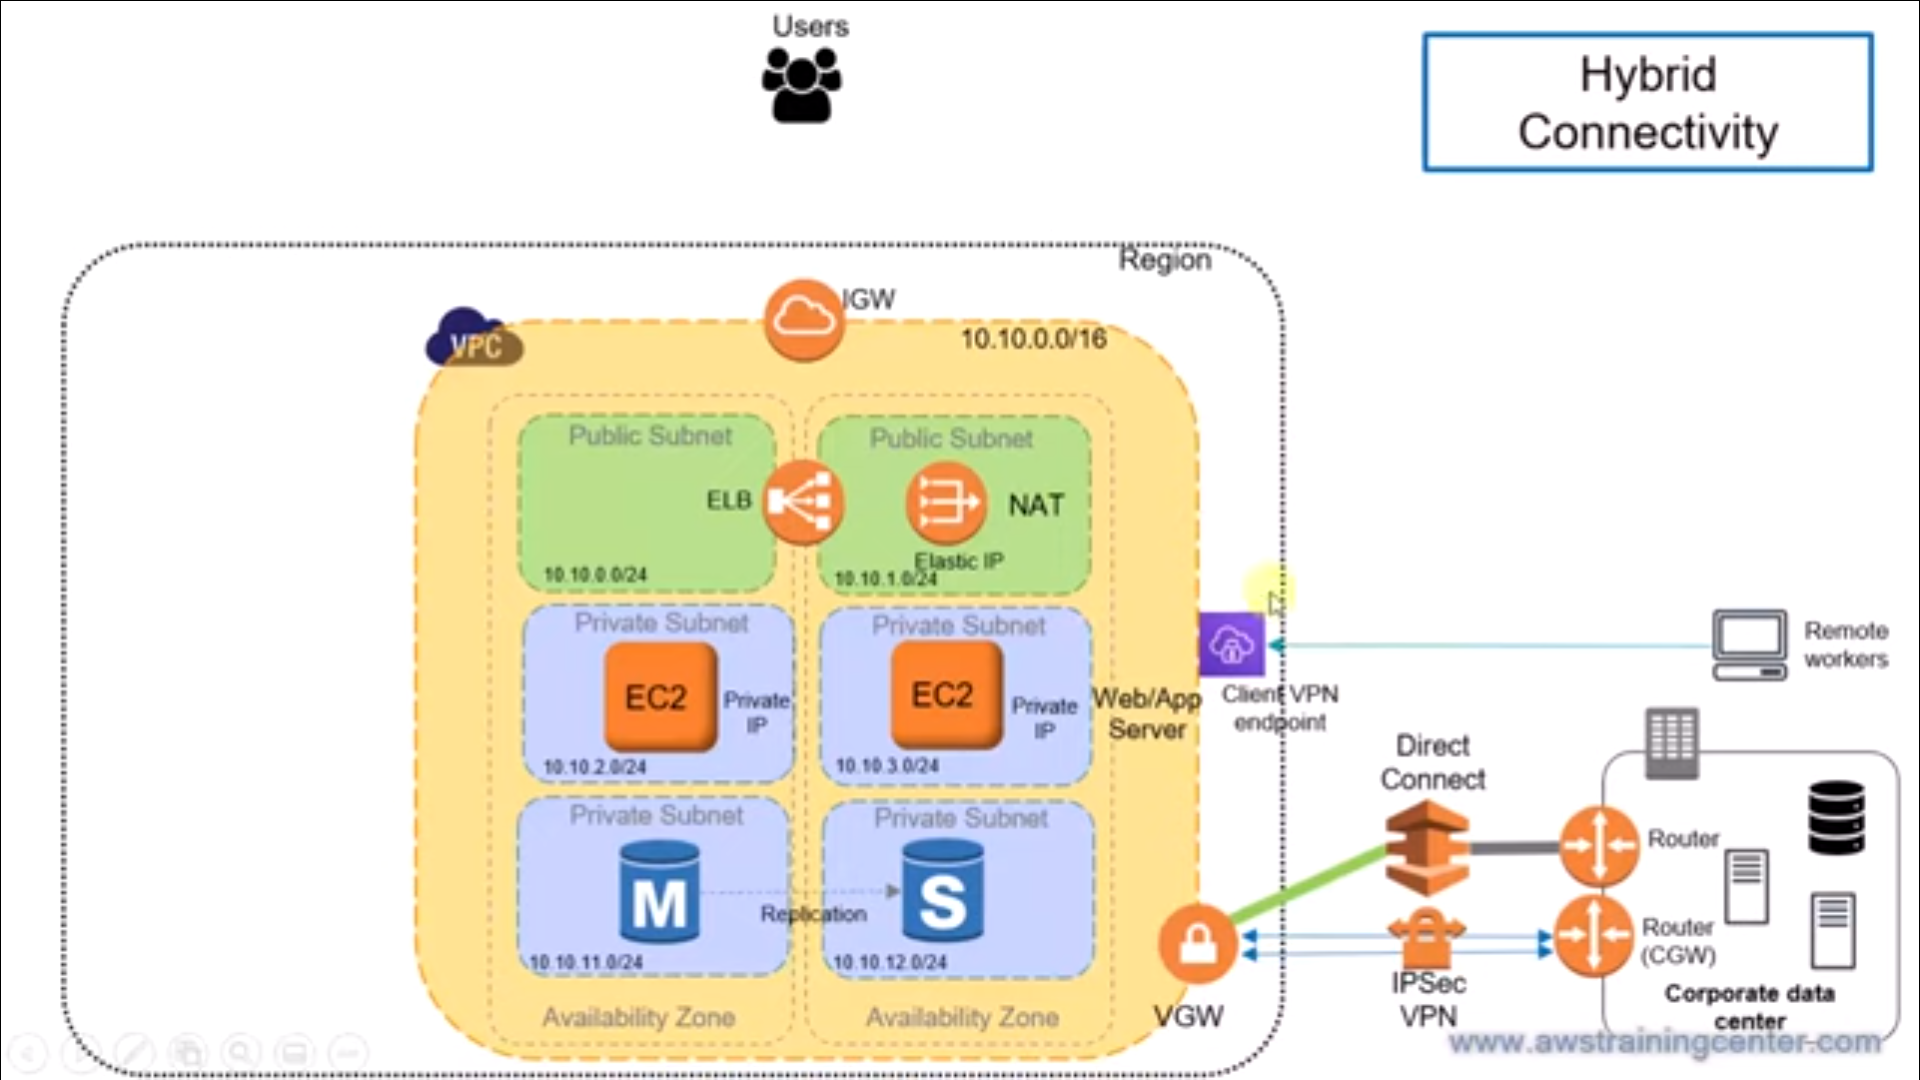 Users
Hybrid
Connectivity
Region
IGW
VPC
10.10.0.0/16
Public Subnet
Public Subnet
ELB
NAT
Elastic IP
10.10.0.0/24
10.10.1.0/24
Private Subnet
Private Subnet
EC2
Private
IP
EC2
Private
IP
Web/App
Server
10.10.2.0/24
10.10.3.0/24
Client VPN
endpoint
Remote
workers
Private Subnet
Private Subnet
M
S
Replication
10.10.11.0/24
10.10.12.0/24
Availability Zone
Availability Zone
VGW
Direct
Connect
Router
Router
(CGW)
IPSec
VPN
Corporate data
center
www.awstrainingcenter.com